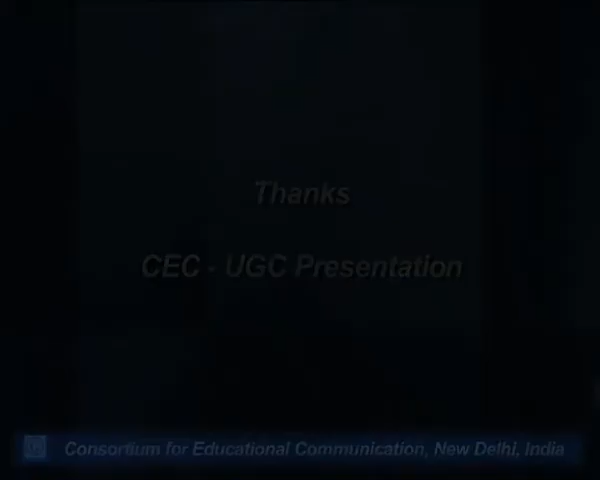 Thanks
CEC - UGC Presentation
Consortium for Educational Communication, New Delhi, India